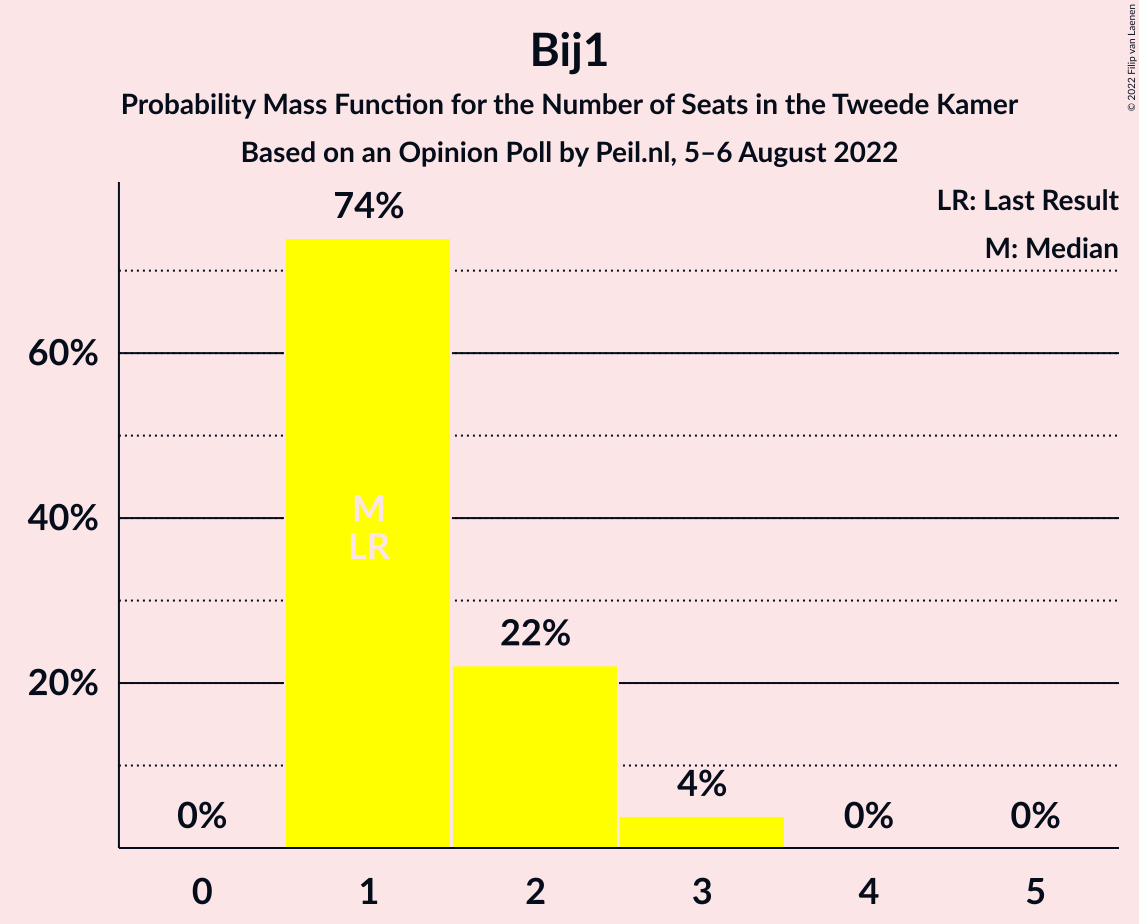 Bij1
Probability Mass Function for the Number of Seats in the Tweede Kamer
Based on an Opinion Poll by Peil.nl, 5–6 August 2022
© 2022 Filip van Laenen
LR: Last Result
M: Median
74%
60%
M
40%
LR
22%
20%
4%
0%
0%
0%
0 1 2 3 4 5